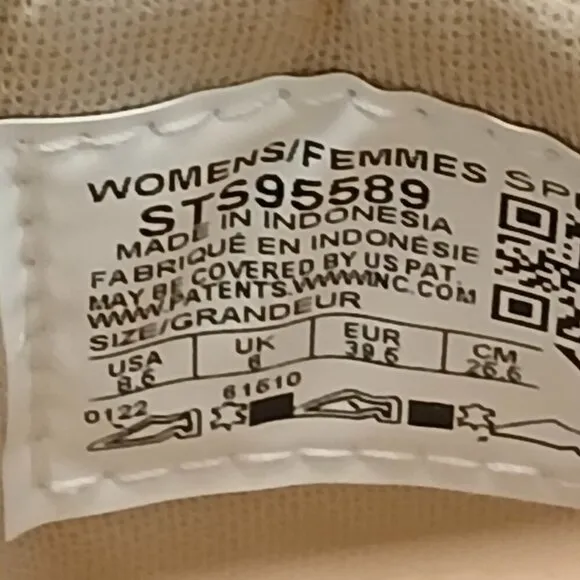 WOMENS/FEMMES SP
STS95589
MADE IN INDONESIA
FABRIQUÉ EN INDONÉSIE
MAY BE COVERED BY US PAT.
WWW.PATENTS.WWWINC.COM
SIZE/GRANDEUR
USA UK EUR CM
0122 61610